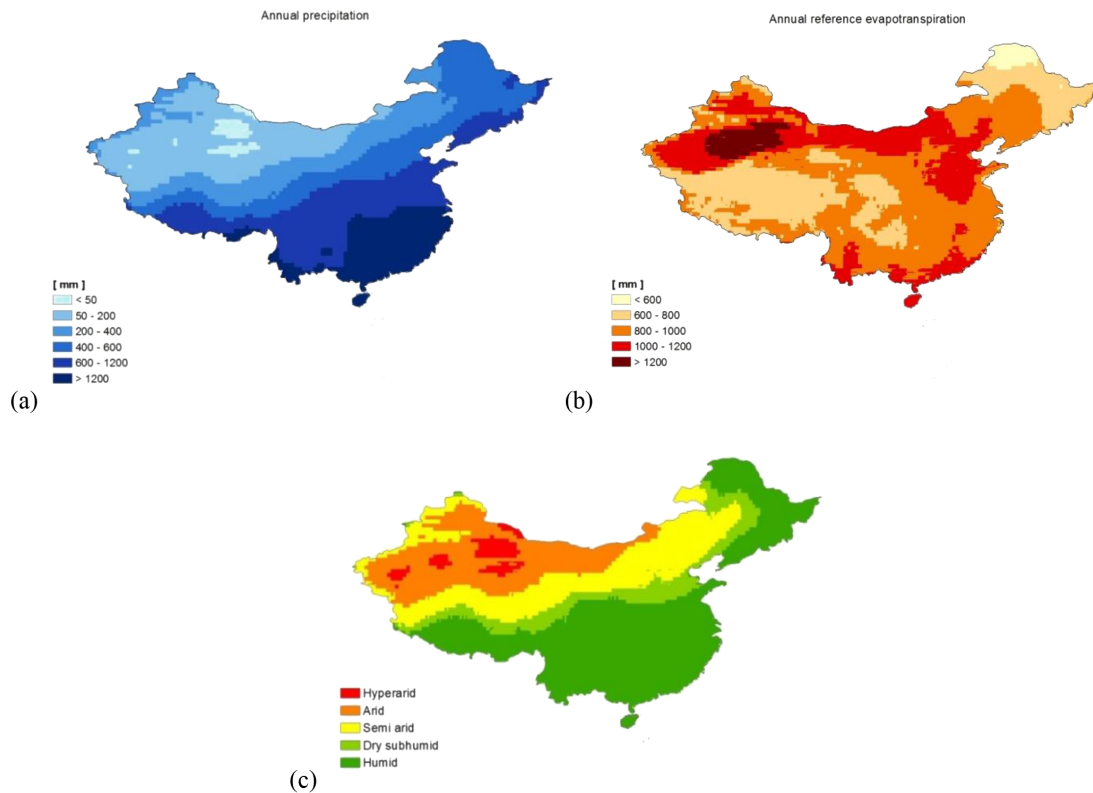 Annual precipitation
[ mm ]
< 50
50 - 200
200 - 400
400 - 600
600 - 1200
> 1200
(a)
Annual reference evapotranspiration
[ mm ]
< 600
600 - 800
800 - 1000
1000 - 1200
> 1200
(b)
Hyperarid
Arid
Semi arid
Dry subhumid
Humid
(c)